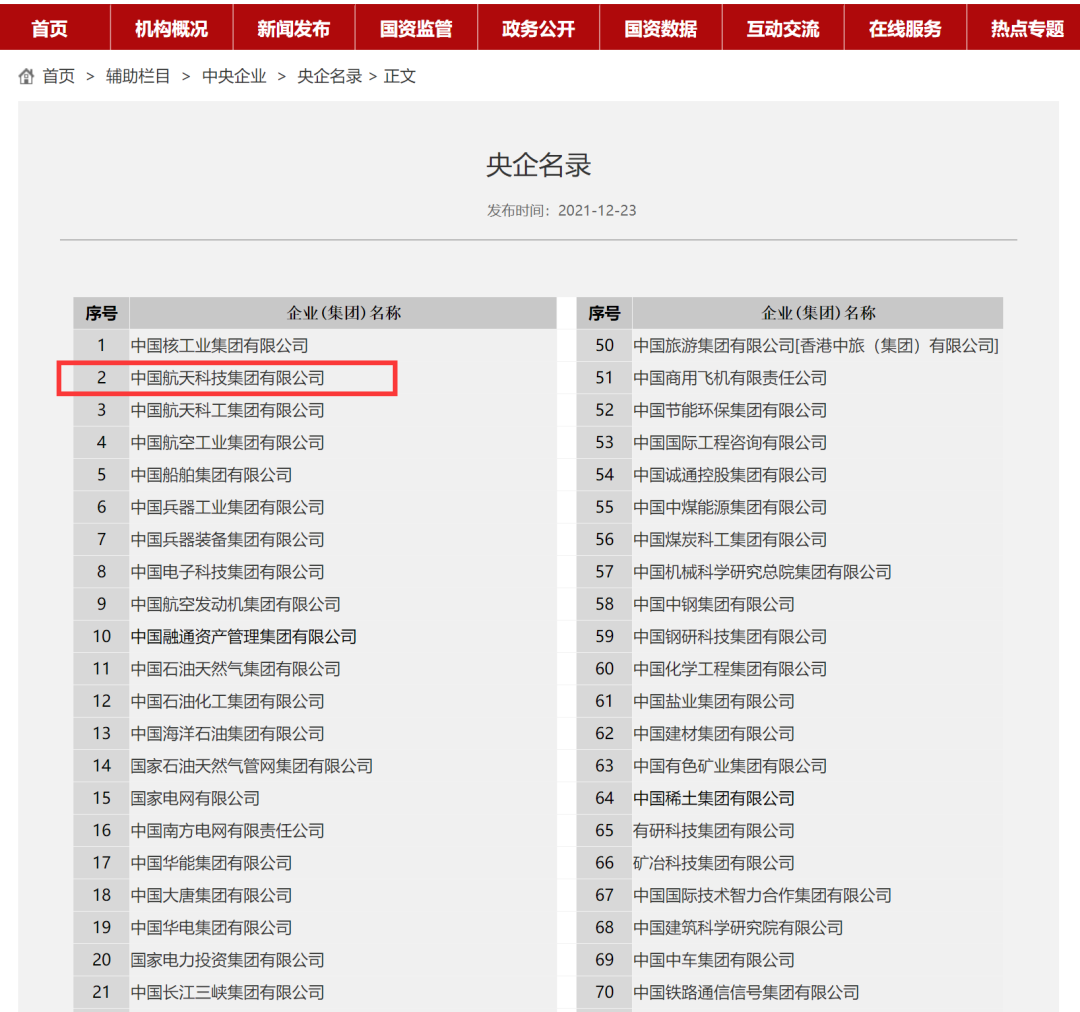 首页 机构概况 新闻发布 国资监管 政务公开 国资数据 互动交流 在线服务 热点专题
首页 > 辅助栏目 > 中央企业 > 央企名录 > 正文
央企名录
发布时间：2021-12-23
序号 企业(集团)名称 序号 企业(集团)名称
1 中国核工业集团有限公司 50 中国旅游集团有限公司[香港中旅（集团）有限公司]
2 中国航天科技集团有限公司 51 中国商用飞机有限责任公司
3 中国航天科工集团有限公司 52 中国节能环保集团有限公司
4 中国航空工业集团有限公司 53 中国国际工程咨询有限公司
5 中国船舶集团有限公司 54 中国诚通控股集团有限公司
6 中国兵器工业集团有限公司 55 中国中煤能源集团有限公司
7 中国兵器装备集团有限公司 56 中国煤炭科工集团有限公司
8 中国电子科技集团有限公司 57 中国机械科学研究总院集团有限公司
9 中国航空发动机集团有限公司 58 中国中钢集团有限公司
10 中国融通资产管理集团有限公司 59 中国钢研科技集团有限公司
11 中国石油天然气集团有限公司 60 中国化学工程集团有限公司
12 中国石油化工集团有限公司 61 中国盐业集团有限公司
13 中国海洋石油集团有限公司 62 中国建材集团有限公司
14 国家石油天然气管网集团有限公司 63 中国有色矿业集团有限公司
15 国家电网有限公司 64 中国稀土集团有限公司
16 中国南方电网有限责任公司 65 有研科技集团有限公司
17 中国华能集团有限公司 66 矿冶科技集团有限公司
18 中国大唐集团有限公司 67 中国国际技术智力合作集团有限公司
19 中国华电集团有限公司 68 中国建筑科学研究院有限公司
20 国家电力投资集团有限公司 69 中国中车集团有限公司
21 中国长江三峡集团有限公司 70 中国铁路通信信号集团有限公司